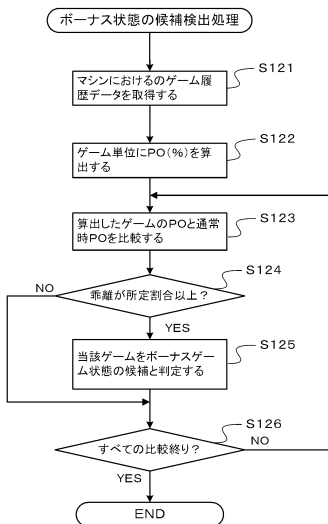 ボーナス状態の候補検出処理
S121
マシンにおけるのゲーム履
歴データを取得する
S122
ゲーム単位にPO(%)を算
出する
S123
算出したゲームのPOと通常
時POを比較する
S124
NO
乖離が所定割合以上？
YES
S125
当該ゲームをボーナスゲー
ム状態の候補と判定する
S126
すべての比較終り？
NO
YES
END